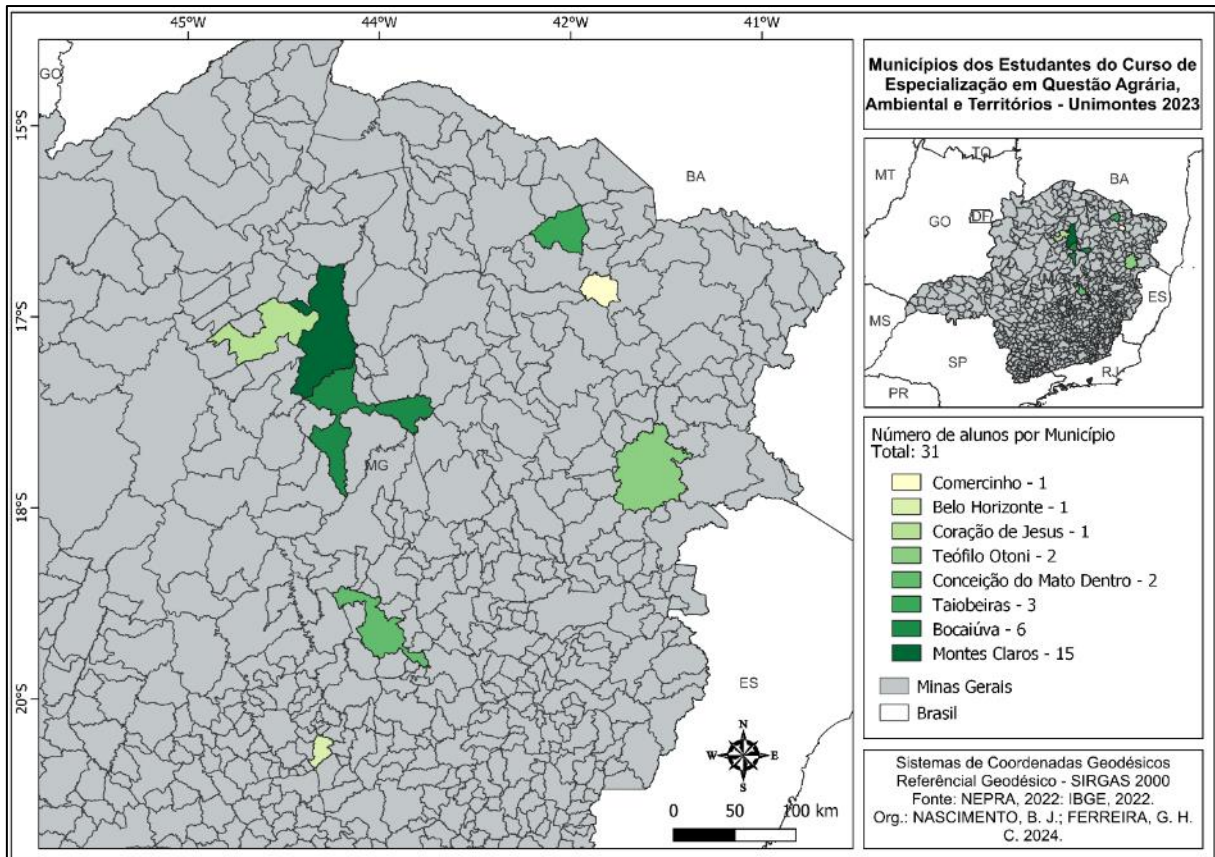 45°W
44°W
42°W
41°W
15°S
17°S
18°S
20°S
GO
BA
MG
ES
N
W
E
S
0 50 100 km
Municípios dos Estudantes do Curso de
Especialização em Questão Agrária,
Ambiental e Territórios - Unimontes 2023
TO
MT
BA
GO
DF
MS
ES
SP
RJ
PR
Número de alunos por Município
Total: 31
Comercinho - 1
Belo Horizonte - 1
Coração de Jesus - 1
Teófilo Otoni - 2
Conceição do Mato Dentro - 2
Taiobeiras - 3
Bocaiúva - 6
Montes Claros - 15
Minas Gerais
Brasil
Sistemas de Coordenadas Geodésicos
Referêncial Geodésico - SIRGAS 2000
Fonte: NEPRA, 2022: IBGE, 2022.
Org.: NASCIMENTO, B. J.; FERREIRA, G. H.
C. 2024.